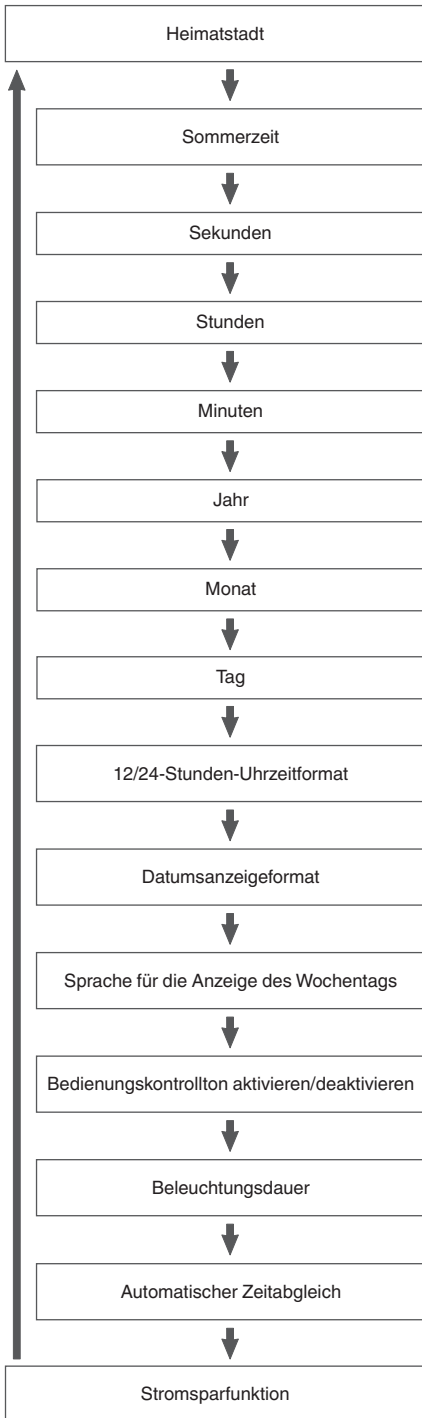 Heimatstadt
Sommerzeit
Sekunden
Stunden
Minuten
Jahr
Monat
Tag
12/24-Stunden-Uhrzeitformat
Datumsanzeigeformat
Sprache für die Anzeige des Wochentags
Bedienungskontrollton aktivieren/deaktivieren
Beleuchtungsdauer
Automatischer Zeitabgleich
Stromsparfunktion